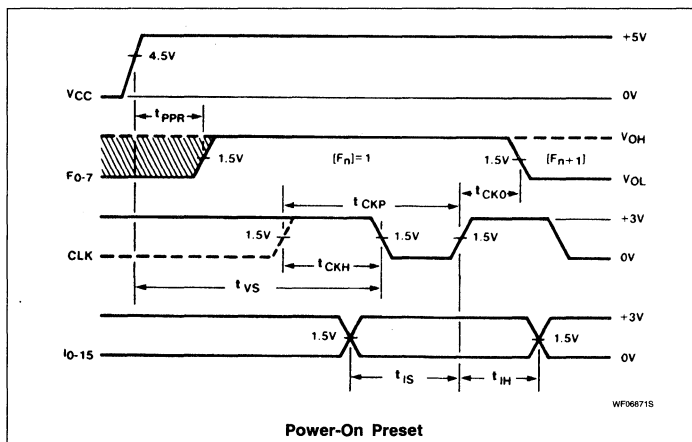 +5V
4.5V
VCC
0V
tPPR
VOH
1.5V
[Fn]=1
1.5V
[Fn+1]
F0-7
VOL
tCKP
tCKO
+3V
1.5V
1.5V
1.5V
CLK
0V
tCKH
tVS
+3V
1.5V
1.5V
I0-15
0V
tIS
tIH
WF06871S
Power-On Preset